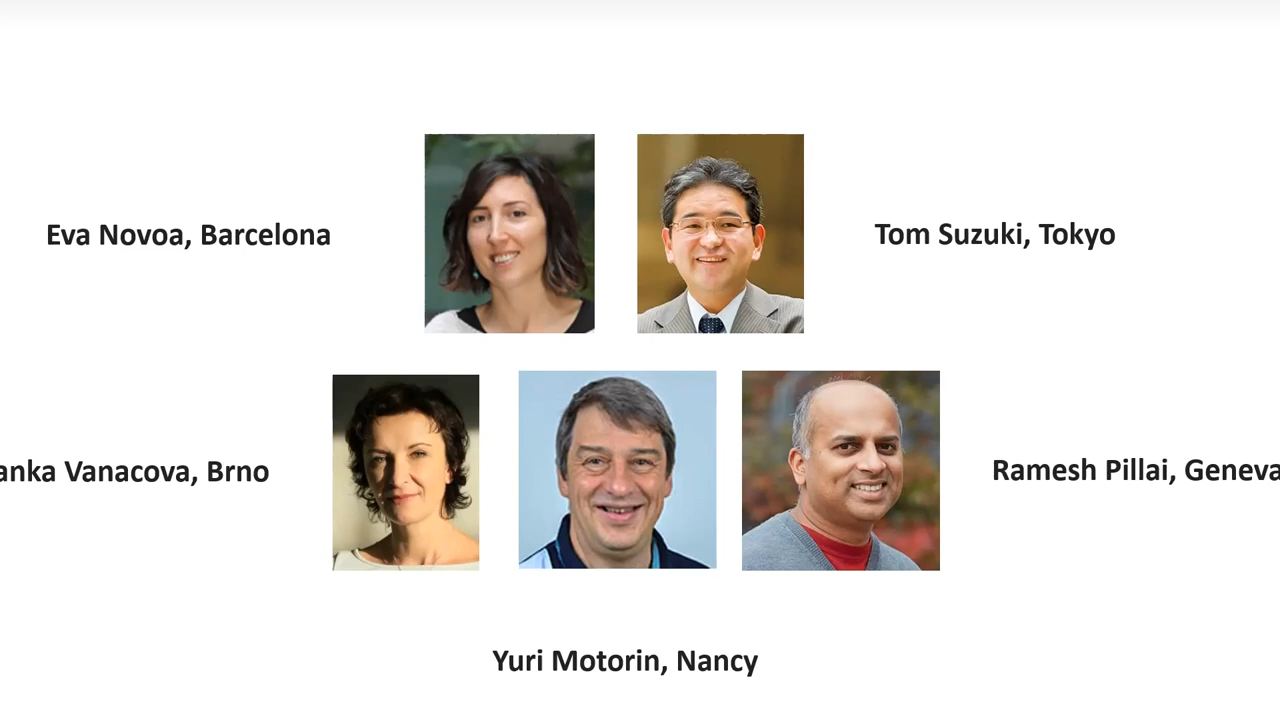 Eva Novoa, Barcelona
Tom Suzuki, Tokyo
anka Vanacova, Brno
Ramesh Pillai, Geneva
Yuri Motorin, Nancy